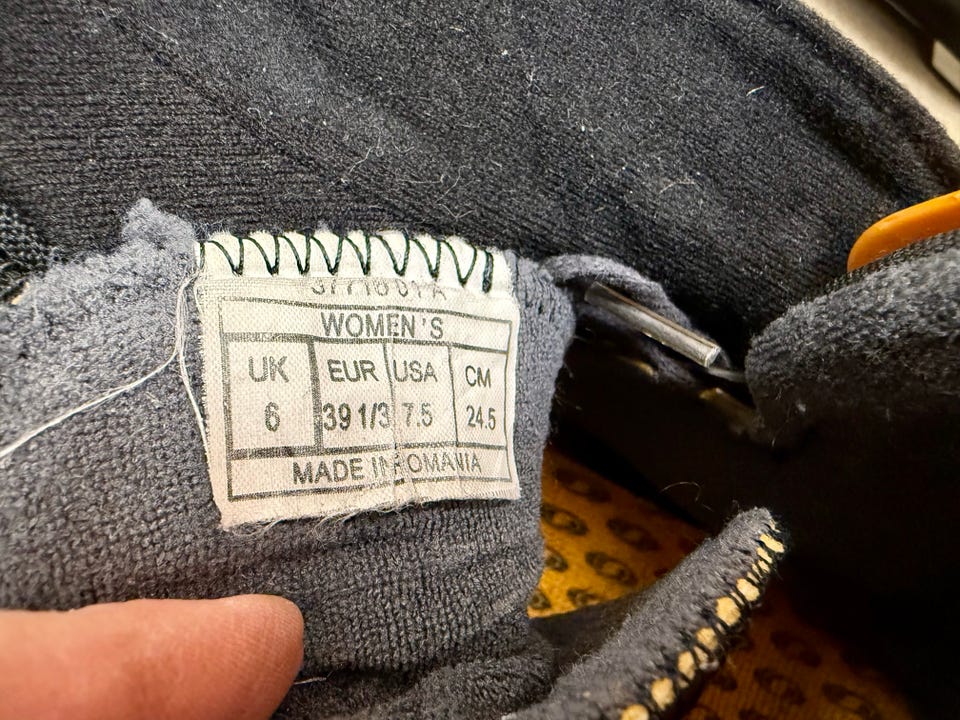 WOMEN'S
UK EUR USA CM
6 39 1/3 7.5 24.5
MADE IN ROMANIA